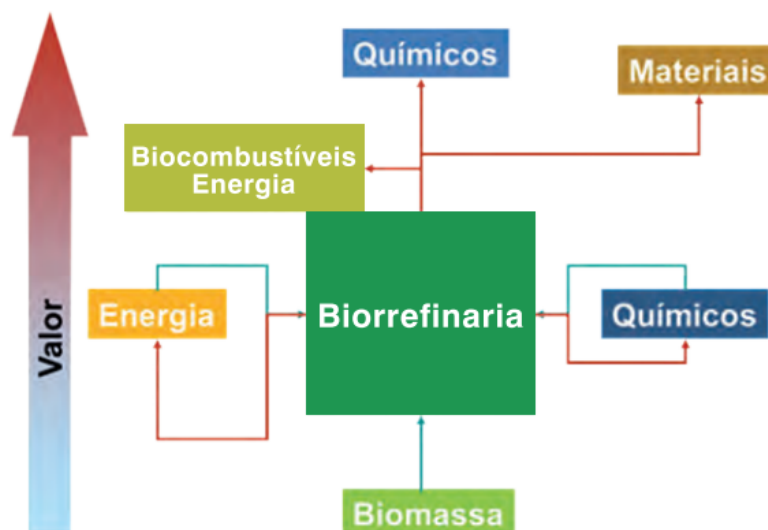 Químicos
Materiais
Biocombustíveis
Energia
Energia
Biorrefinaria
Químicos
Valor
Biomassa